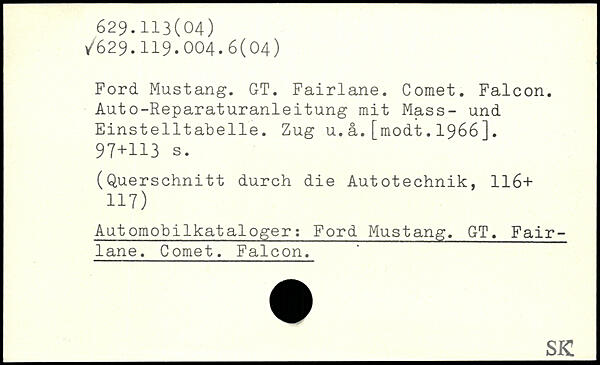 629.113(04)
√629.119.004.6(04)
Ford Mustang. GT. Fairlane. Comet. Falcon.
Auto-Reparaturanleitung mit Mass- und
Einstelltabelle. Zug u.å.[modt.1966].
97+113 s.
(Querschnitt durch die Autotechnik, 116+
117)
Automobilkataloger: Ford Mustang. GT. Fair-
lane. Comet. Falcon.
SK